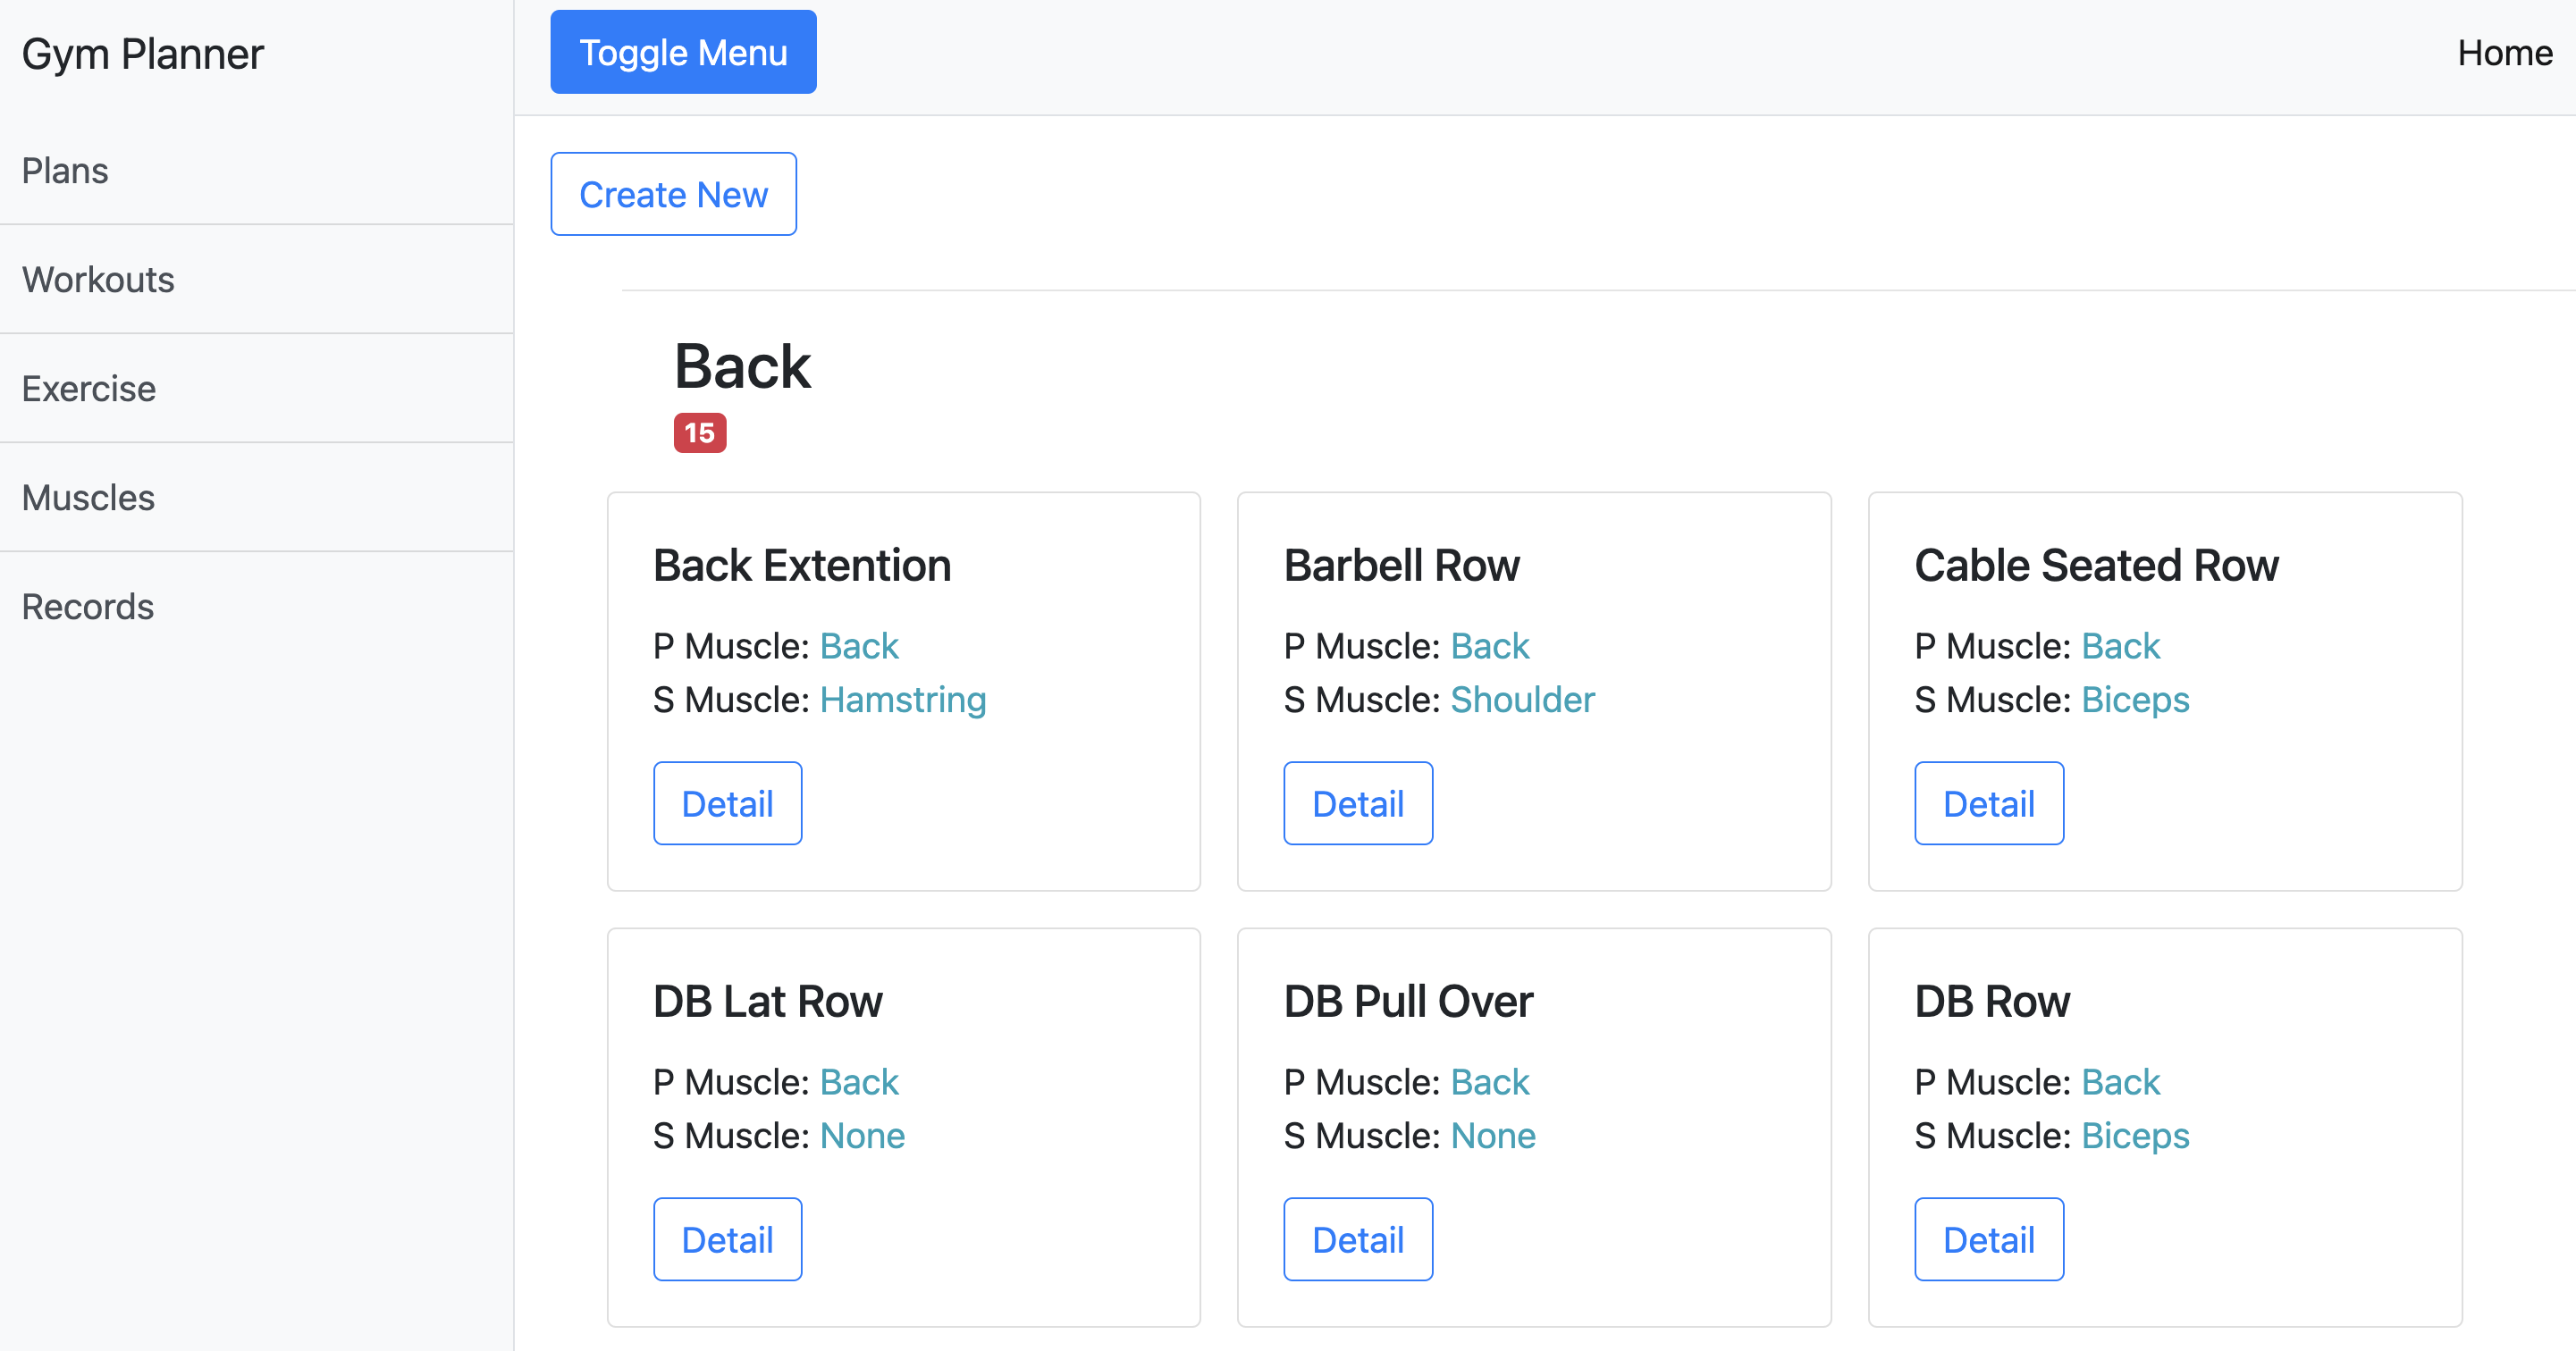 Gym Planner
Toggle Menu
Home
Plans
Workouts
Exercise
Muscles
Records
Create New
Back
15
Back Extention
P Muscle: Back
S Muscle: Hamstring
Detail
Barbell Row
P Muscle: Back
S Muscle: Shoulder
Detail
Cable Seated Row
P Muscle: Back
S Muscle: Biceps
Detail
DB Lat Row
P Muscle: Back
S Muscle: None
Detail
DB Pull Over
P Muscle: Back
S Muscle: None
Detail
DB Row
P Muscle: Back
S Muscle: Biceps
Detail